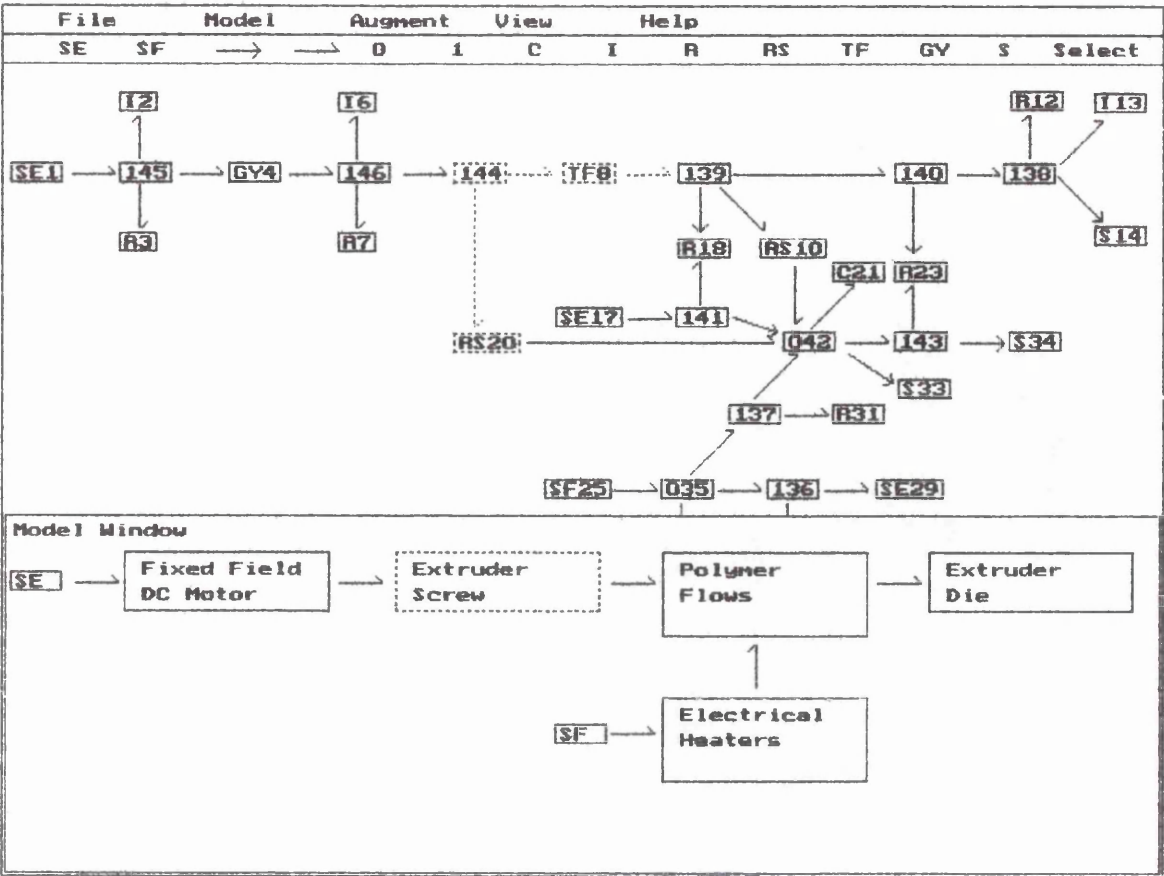 File Model Augment View Help
SE SF 0 1 C I R RS TF GY S Select
I2 I6 R12 I13
SE1 145 GY4 146 144 TF8 139 140 138
R3 R7 R18 RS10 S14
C21 R23
SE17 141
RS20 042 143 S34
S33
137 R31
SF25 035 136 SE29
Model Window
SE Fixed Field Extruder Polymer Extruder
DC Motor Screw Flows Die
SF Electrical
Heaters